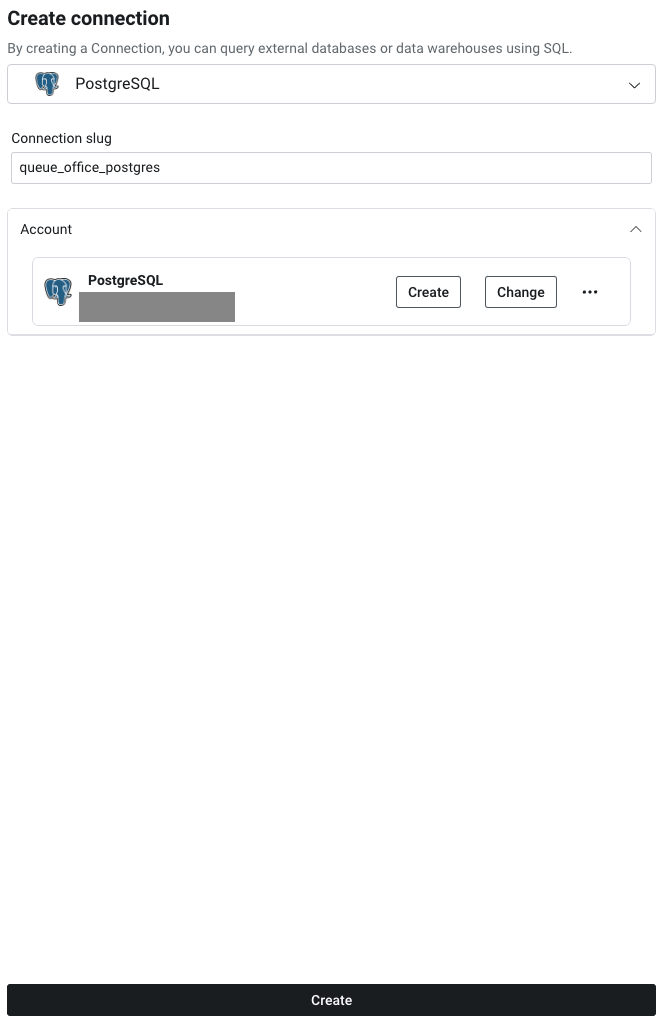 Create connection
By creating a Connection, you can query external databases or data warehouses using SQL.
PostgreSQL
Connection slug
queue_office_postgres
Account
PostgreSQL
Create
Change
Create